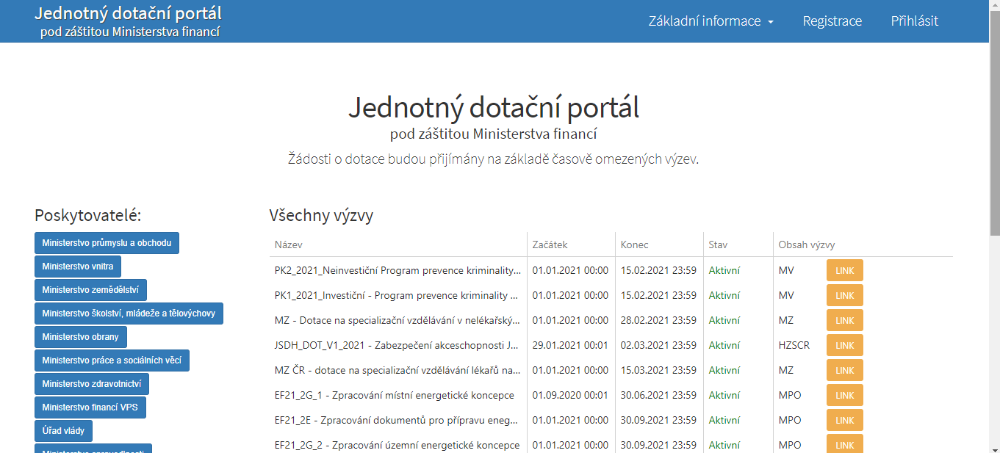 Jednotný dotační portál
pod záštitou Ministerstva financí
Základní informace
Registrace
Přihlásit
Jednotný dotační portál
pod záštitou Ministerstva financí
Žádosti o dotace budou přijímány na základě časově omezených výzev.
Poskytovatelé:
Ministerstvo průmyslu a obchodu
Ministerstvo vnitra
Ministerstvo zemědělství
Ministerstvo školství, mládeže a tělovýchovy
Ministerstvo obrany
Ministerstvo práce a sociálních věcí
Ministerstvo zdravotnictví
Ministerstvo financí VPS
Úřad vlády
Ministerstvo spravedlnosti
Všechny výzvy
Název Začátek Konec Stav Obsah výzvy
PK2_2021_Neinvestiční Program prevence kriminality... 01.01.2021 00:00 15.02.2021 23:59 Aktivní MV LINK
PK1_2021_Investiční - Program prevence kriminality ... 01.01.2021 00:00 15.02.2021 23:59 Aktivní MV LINK
MZ - Dotace na specializační vzdělávání v nelékařský... 01.01.2021 00:00 28.02.2021 23:59 Aktivní MZ LINK
JSDH_DOT_V1_2021 - Zabezpečení akceschopnosti J... 29.01.2021 00:01 02.03.2021 23:59 Aktivní HZSCR LINK
MZ ČR - dotace na specializační vzdělávání lékařů na... 01.01.2021 00:00 15.03.2021 23:59 Aktivní MZ LINK
EF21_2G_1 - Zpracování místní energetické koncepce 01.09.2020 00:01 30.06.2021 23:59 Aktivní MPO LINK
EF21_2E - Zpracování dokumentů pro přípravu eneg... 01.01.2021 00:00 30.09.2021 23:59 Aktivní MPO LINK
EF21_2G_2 - Zpracování územní energetické koncepce 01.01.2021 00:00 30.09.2021 23:59 Aktivní MPO LINK